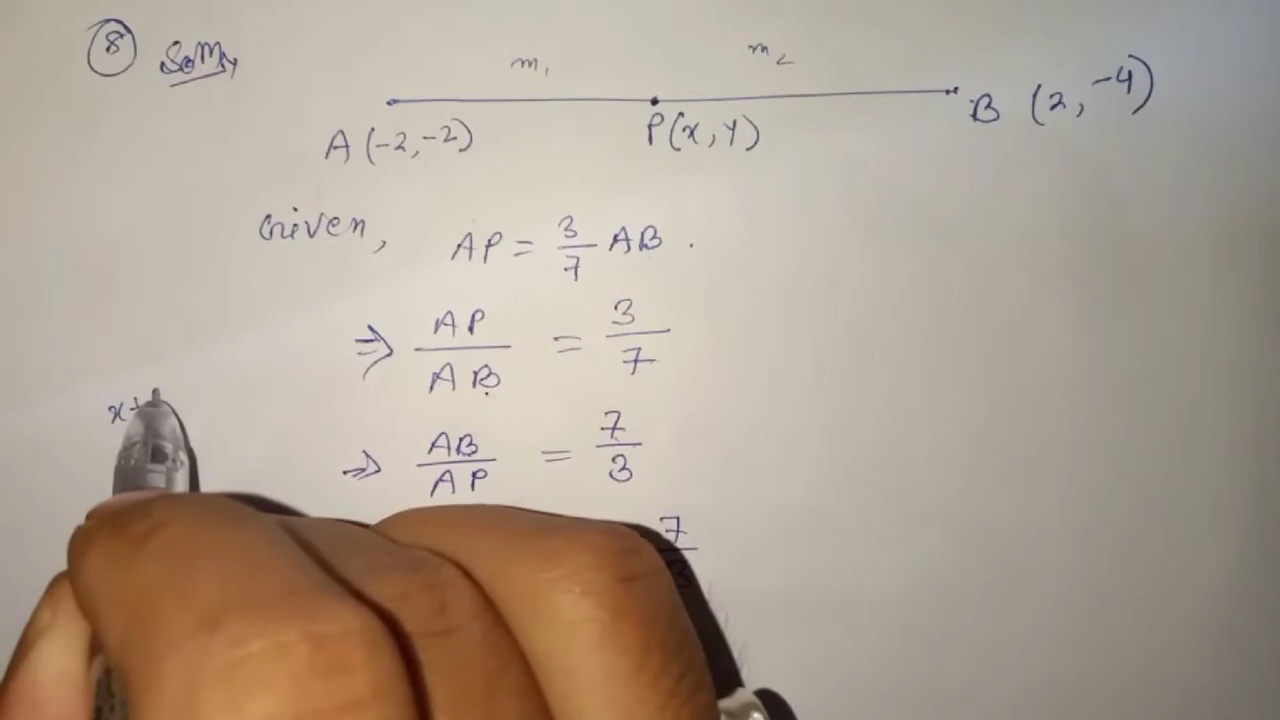 8 Soln
m₁ m₂
A (-2,-2) P(x, y) B (2, -4)
Given, AP = 3/7 AB.
⇒ AP/AB = 3/7
x+
⇒ AB/AP = 7/3
7